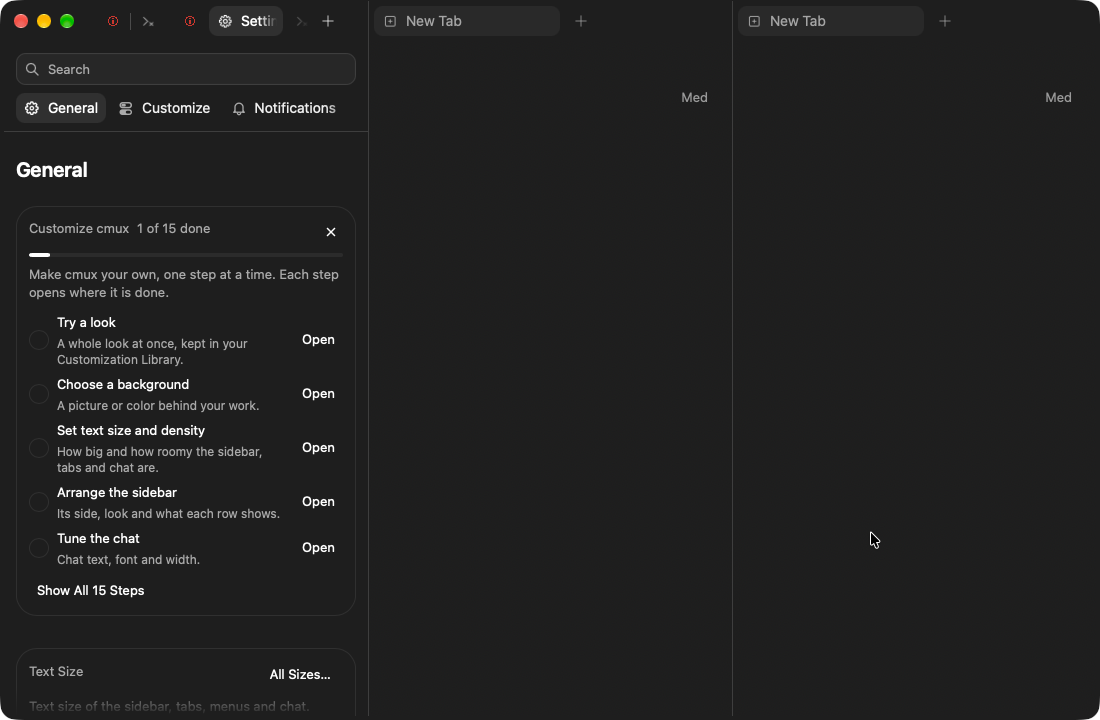 Settin
New Tab
New Tab
Search
General
Customize
Notifications
Med
Med
General
Customize cmux 1 of 15 done
Make cmux your own, one step at a time. Each step
opens where it is done.
Try a look
A whole look at once, kept in your
Customization Library.
Open
Choose a background
A picture or color behind your work.
Open
Set text size and density
How big and how roomy the sidebar,
tabs and chat are.
Open
Arrange the sidebar
Its side, look and what each row shows.
Open
Tune the chat
Chat text, font and width.
Open
Show All 15 Steps
Text Size
All Sizes...
Text size of the sidebar, tabs, menus and chat.